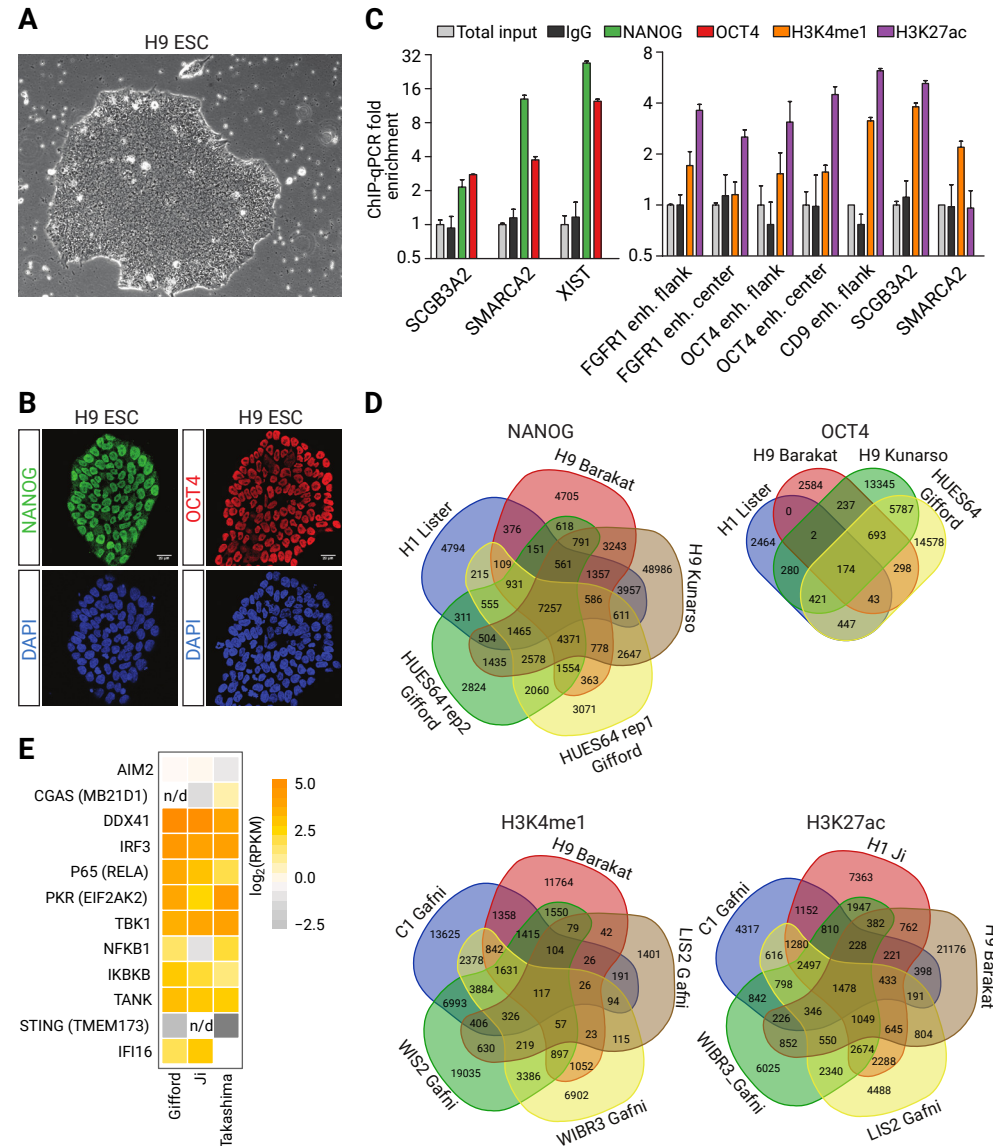 A
H9 ESC
B
H9 ESC
H9 ESC
NANOG
OCT4
DAPI
DAPI
C
Total input IgG NANOG OCT4 H3K4me1 H3K27ac
ChIP-qPCR fold
enrichment
32
16
8
4
2
1
0.5
SCGB3A2
SMARCA2
XIST
8
4
2
1
0.5
FGFR1 enh. flank
FGFR1 enh. center
OCT4 enh. flank
OCT4 enh. center
CD9 enh. flank
SCGB3A2
SMARCA2
D
NANOG
H1 Lister
H9 Barakat
H9 Kunarso
HUES64 rep1
Gifford
HUES64 rep2
Gifford
4705
4794 376 618 791 3243 48986
151 561 1357 3957
215 109 931 586 611
311 555 7257
504 1465 4371 778 2647
1435 2578 1554 363
2824 2060
3071
OCT4
H9 Barakat H9 Kunarso
H1 Lister
HUES64
Gifford
2584 13345
0 237 5787
2464 2 693 14578
280 174 298
421 43
447
H3K4me1
C1 Gafni
H9 Barakat
LIS2 Gafni
WIBR3 Gafni
WIS2 Gafni
11764
13625 1358 1550 79 42 1401
1415 104 26 191
2378 842 1631 26 94
6993 3884 117
406 326 57 23 115
630 219 897 1052
19035 3386
6902
H3K27ac
C1 Gafni
H1 Ji
H9 Barakat
LIS2 Gafni
WIBR3_Gafni
7363
4317 1152 1947 382 762 21176
810 228 221 398
616 1280 2497 433 191
842 798 1478
226 346 1049 645 804
852 550 2674 2288
6025 2340
4488
E
AIM2
CGAS (MB21D1) n/d
DDX41
IRF3
P65 (RELA)
PKR (EIF2AK2)
TBK1
NFKB1
IKBKB
TANK
STING (TMEM173) n/d
IFI16
Gifford
Ji
Takashima
5.0
2.5
0.0
−2.5
log2(RPKM)